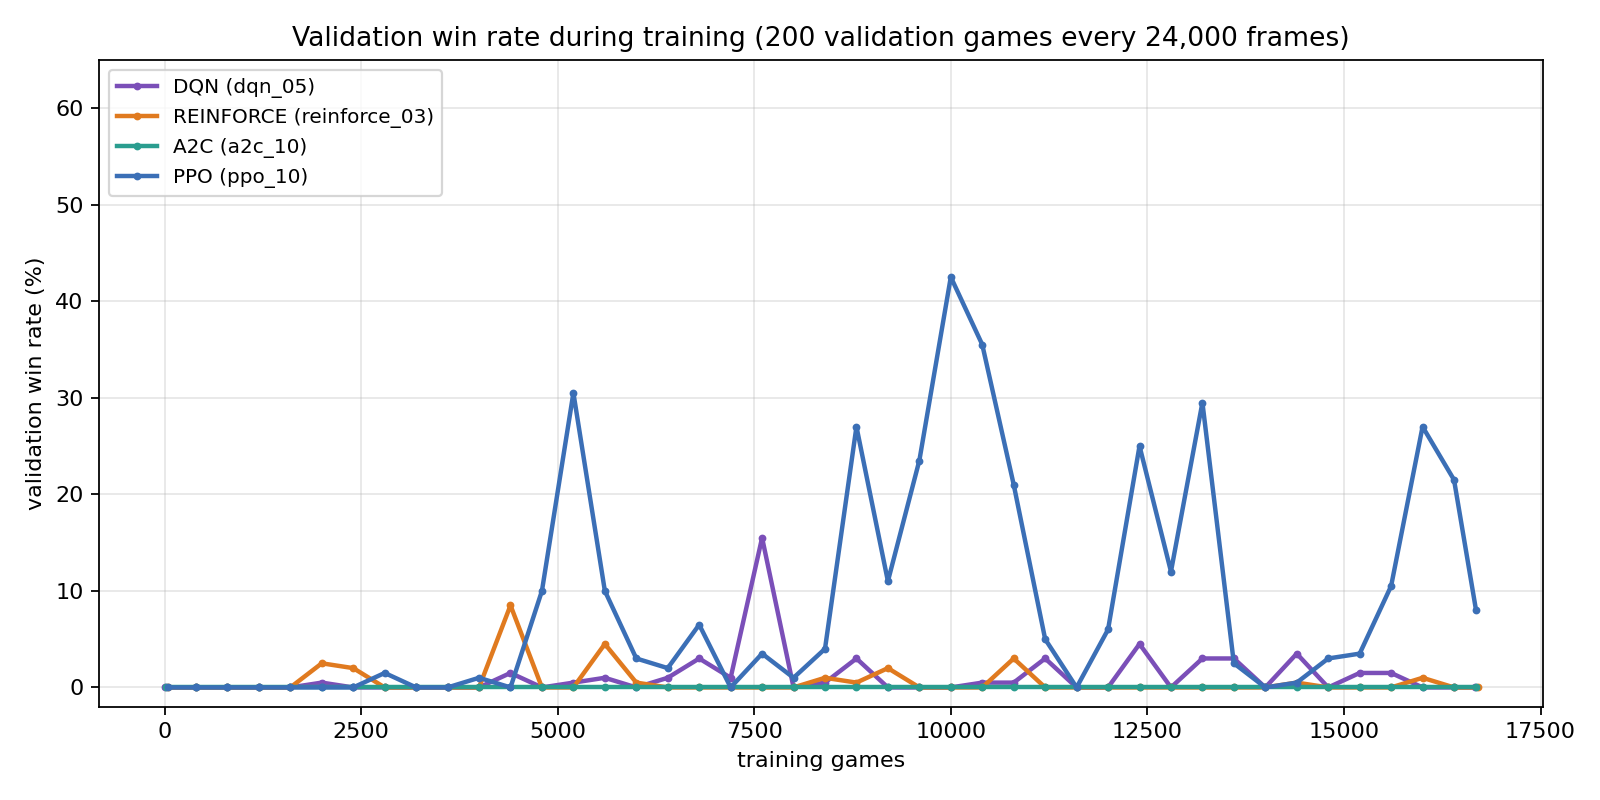 Validation win rate during training (200 validation games every 24,000 frames)
DQN (dqn_05)
REINFORCE (reinforce_03)
A2C (a2c_10)
PPO (ppo_10)
validation win rate (%)
60
50
40
30
20
10
0
0 2500 5000 7500 10000 12500 15000 17500
training games